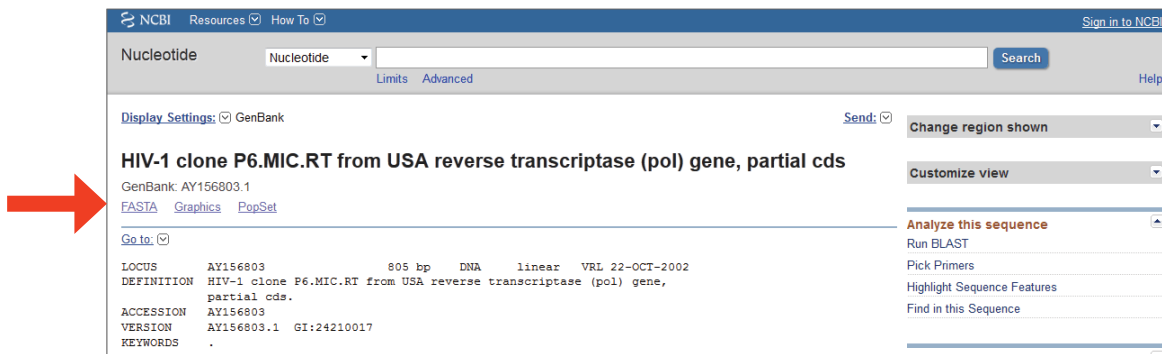 NCBI Resources How To Sign in to NCBI
Nucleotide Nucleotide Search
Limits Advanced Help
Display Settings: GenBank Send:
Change region shown
HIV-1 clone P6.MIC.RT from USA reverse transcriptase (pol) gene, partial cds
Customize view
GenBank: AY156803.1
FASTA Graphics PopSet
Analyze this sequence
Go to:
Run BLAST
LOCUS AY156803 805 bp DNA linear VRL 22-OCT-2002
Pick Primers
DEFINITION HIV-1 clone P6.MIC.RT from USA reverse transcriptase (pol) gene,
Highlight Sequence Features
partial cds.
ACCESSION AY156803
Find in this Sequence
VERSION AY156803.1 GI:24210017
KEYWORDS .